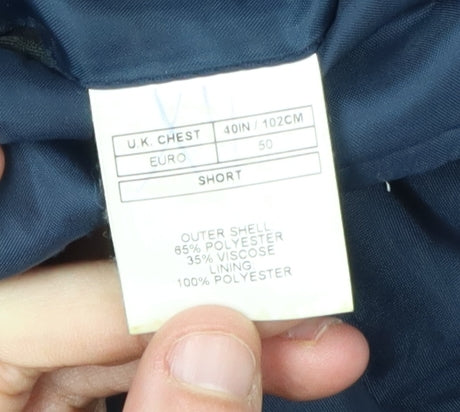 U.K. CHEST 40IN / 102CM
EURO 50
SHORT
OUTER SHELL
65% POLYESTER
35% VISCOSE
LINING
100% POLYESTER